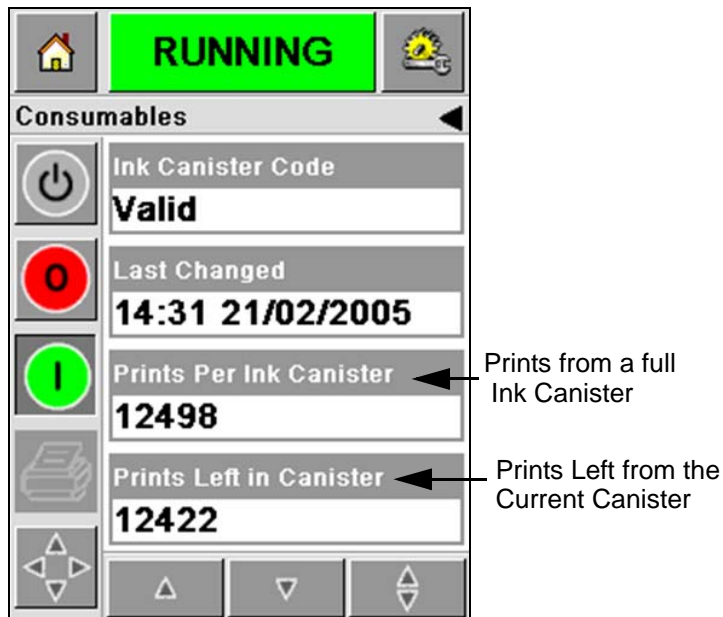 RUNNING
Consumables
Ink Canister Code
Valid
Last Changed
14:31 21/02/2005
Prints Per Ink Canister
12498
Prints Left in Canister
12422
O
I
Prints from a full
Ink Canister
Prints Left from the
Current Canister